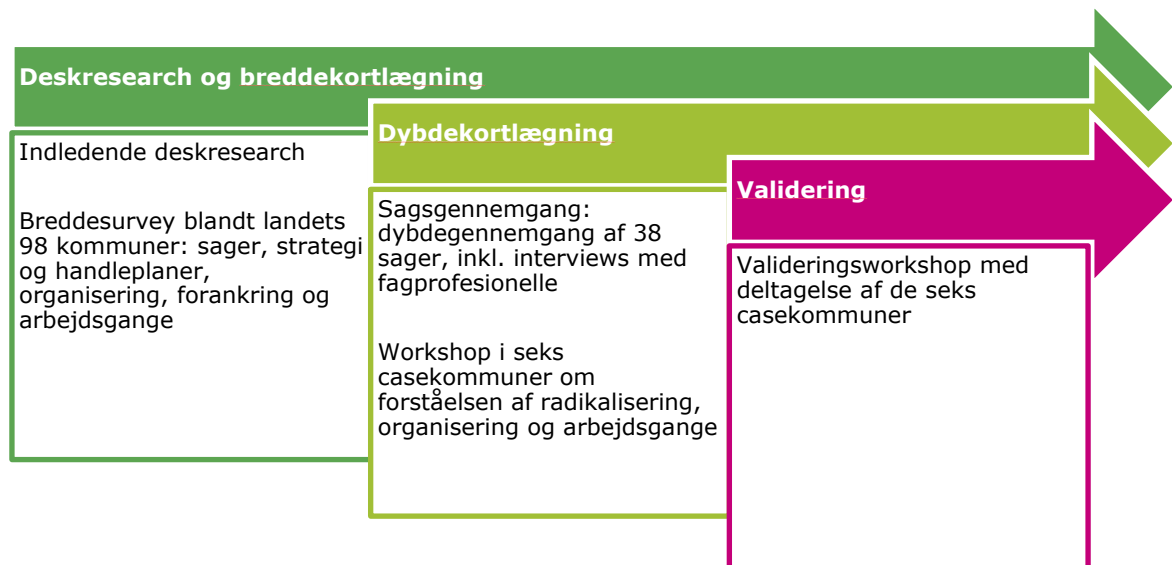 Deskresearch og breddekortlægning
Indledende deskresearch
Breddesurvey blandt landets
98 kommuner: sager, strategi
og handleplaner,
organisering, forankring og
arbejdsgange
Dybdekortlægning
Sagsgennemgang:
dybdegennemgang af 38
sager, inkl. interviews med
fagprofesionelle
Workshop i seks
casekommuner om
forståelsen af radikalisering,
organisering og arbejdsgange
Validering
Valideringsworkshop med
deltagelse af de seks
casekommuner